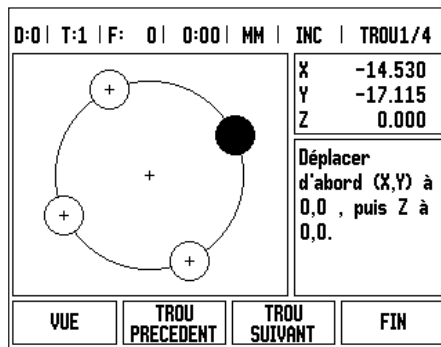 D:0 | T:1 | F: 0 | 0:00 | MM | INC | TROU1/4
X -14.530
Y -17.115
Z 0.000
Déplacer
d'abord (X,Y) à
0,0 , puis Z à
0,0.
VUE
TROU
PRECEDENT
TROU
SUIVANT
FIN